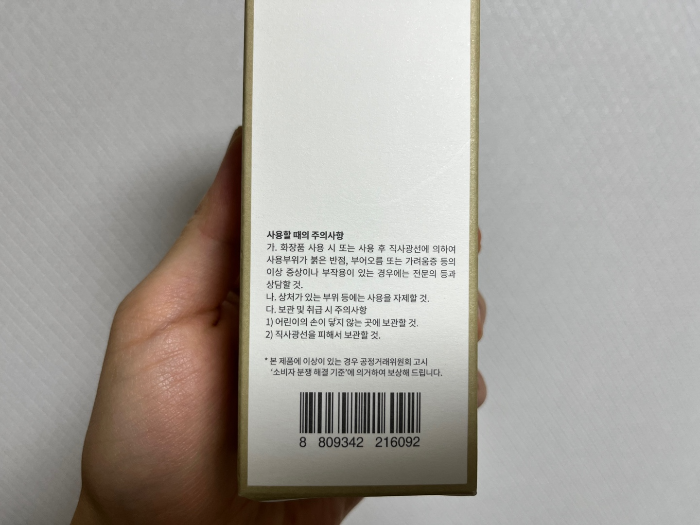 사용할 때의 주의사항
가. 화장품 사용 시 또는 사용 후 직사광선에 의하여
사용부위가 붉은 반점, 부어오름 또는 가려움증 등의
이상 증상이나 부작용이 있는 경우에는 전문의 등과
상담할 것.
나. 상처가 있는 부위 등에는 사용을 자제할 것.
다. 보관 및 취급 시 주의사항
1) 어린이의 손이 닿지 않는 곳에 보관할 것.
2) 직사광선을 피해서 보관할 것.
* 본 제품에 이상이 있는 경우 공정거래위원회 고시
‘소비자 분쟁 해결 기준’에 의거하여 보상해 드립니다.
8 809342 216092